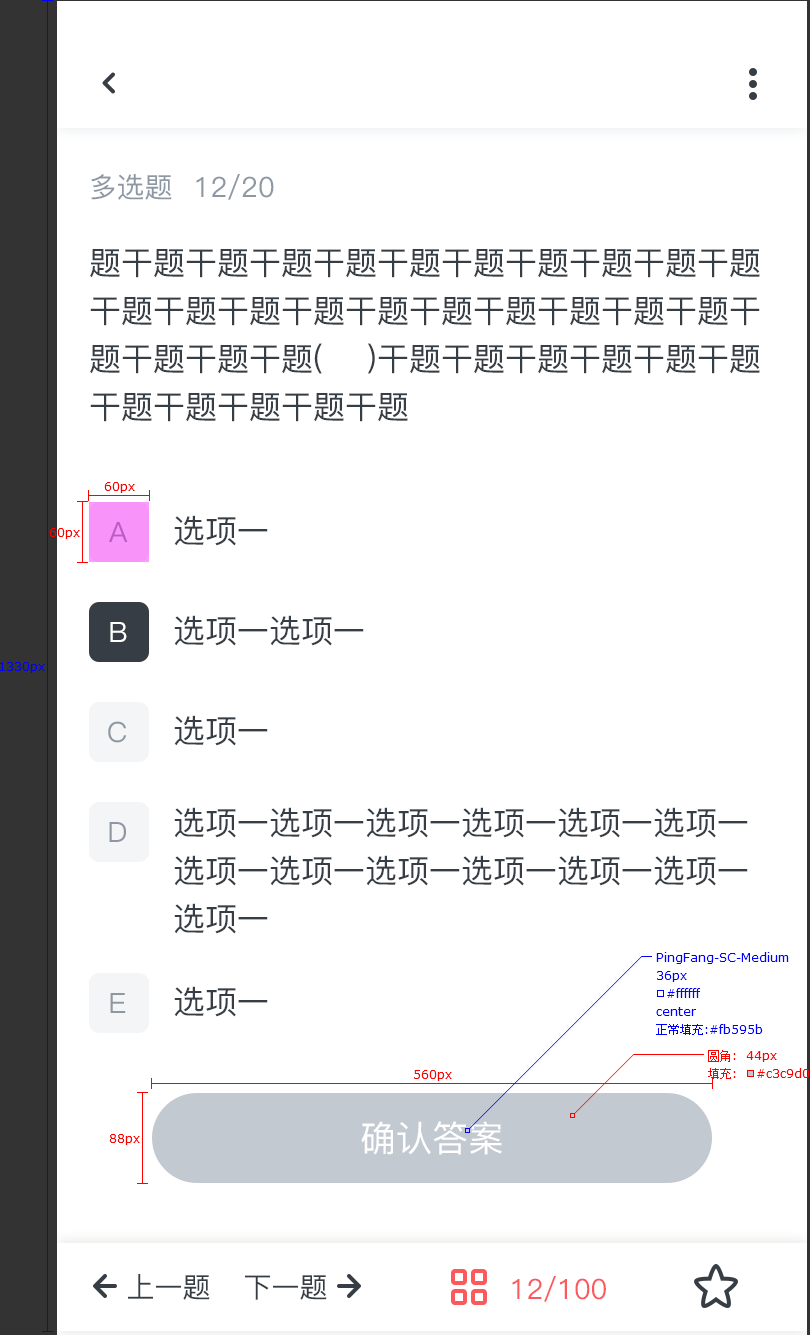 多选题 12/20
题干题干题干题干题干题干题干题干题干题干题
干题干题干题干题干题干题干题干题干题干题干
题干题干题干题( )干题干题干题干题干题干题
干题干题干题干题干题
60px
60px
A 选项一
B 选项一选项一
1330px
C 选项一
D 选项一选项一选项一选项一选项一选项一
选项一选项一选项一选项一选项一选项一
选项一
PingFang-SC-Medium
36px
#ffffff
center
正常填充:#fb595b
E 选项一
圆角: 44px
填充: #c3c9d0
560px
88px
确认答案
上一题 下一题 12/100